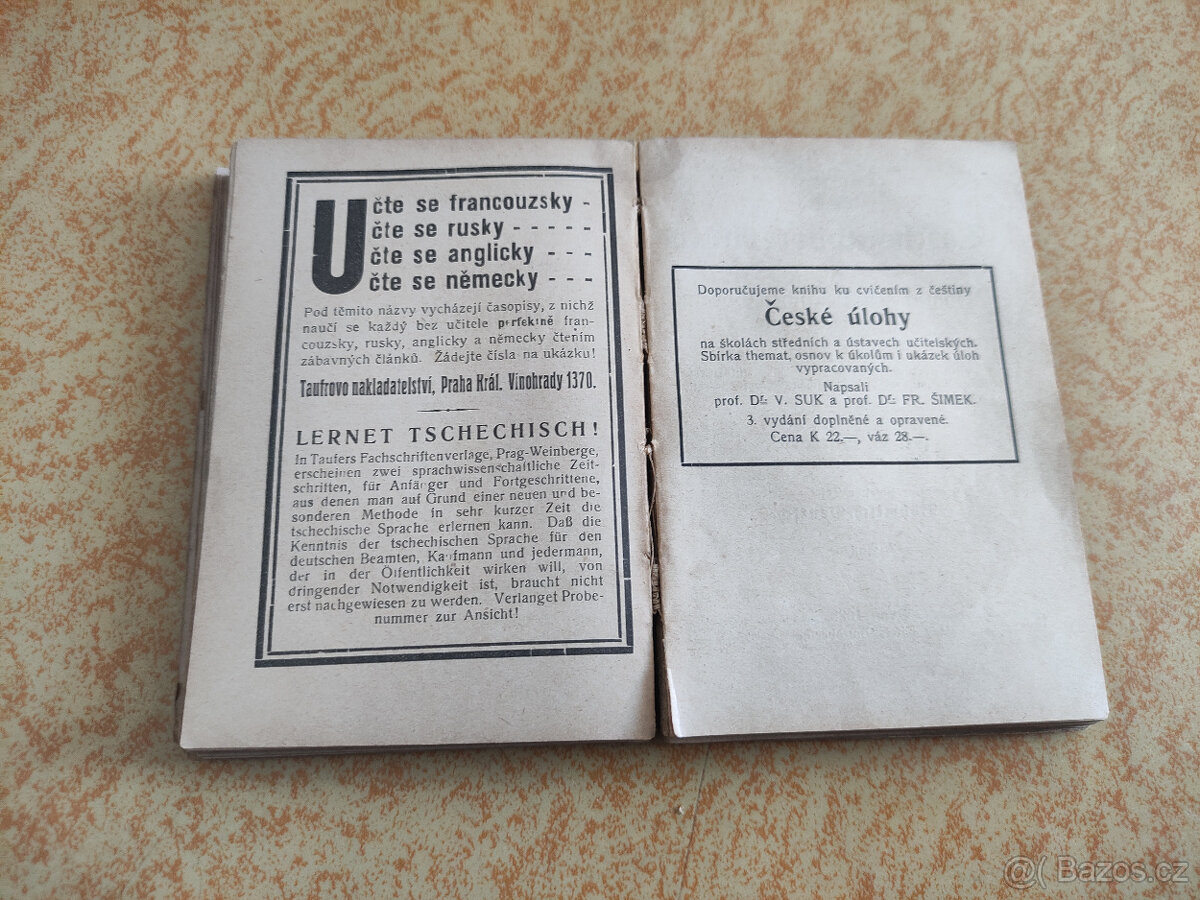 Učte se francouzsky -
čte se rusky - - - - -
čte se anglicky - - -
čte se německy - - -
Pod těmito názvy vycházejí časopisy, z nichž
naučí se každý bez učitele perfektně fran-
couzsky, rusky, anglicky a německy čtením
zábavných článků. Žádejte čísla na ukázku!
Taufrovo nakladatelství, Praha Král. Vinohrady 1370.
LERNET TSCHECHISCH!
In Taufers Fachschriftenverlage, Prag-Weinberge,
erscheinen zwei sprachwissenschaftliche Zeit-
schriften, für Anfänger und Fortgeschrittene,
aus denen man auf Grund einer neuen und be-
sonderen Methode in sehr kurzer Zeit die
tschechische Sprache erlernen kann. Daß die
Kenntnis der tschechischen Sprache für den
deutschen Beamten, Kaufmann und jedermann,
der in der Öffentlichkeit wirken will, von
dringender Notwendigkeit ist, braucht nicht
erst nachgewiesen zu werden. Verlanget Probe-
nummer zur Ansicht!
Doporučujeme knihu ku cvičením z češtiny
České úlohy
na školách středních a ústavech učitelských.
Sbírka themat, osnov k úkolům i ukázek úloh
vypracovaných.
Napsali
prof. Dr. V. SUK a prof. Dr. FR. ŠIMEK.
3. vydání doplněné a opravené.
Cena K 22.—, váz 28.—.
@( Bazos.cz